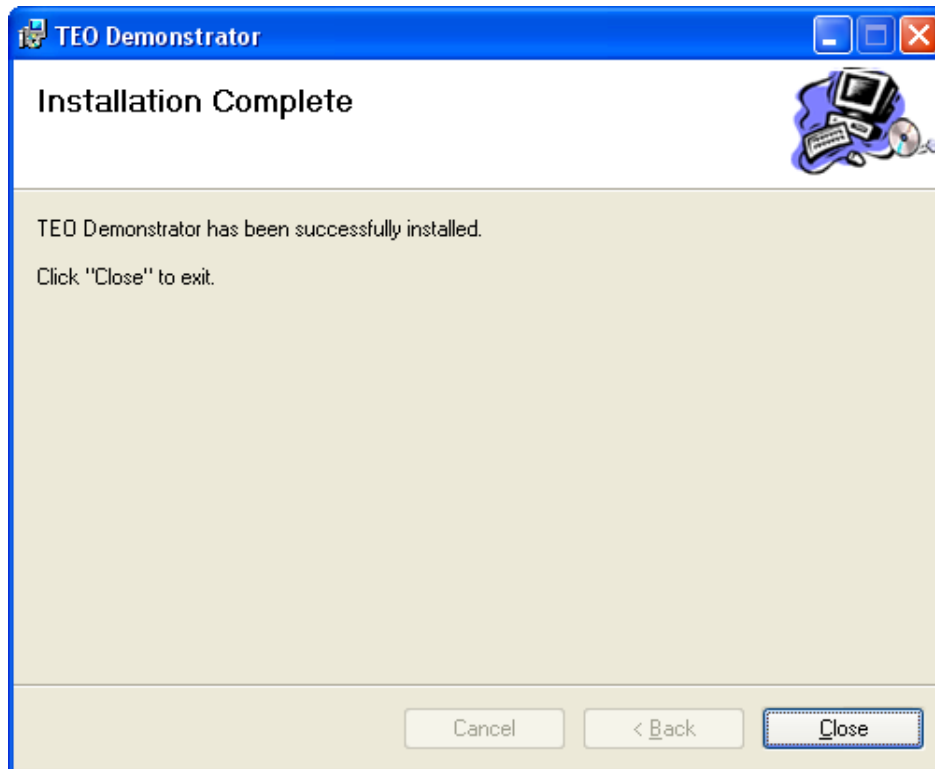 TEO Demonstrator
Installation Complete
TEO Demonstrator has been successfully installed.
Click "Close" to exit.
Cancel
< Back
Close